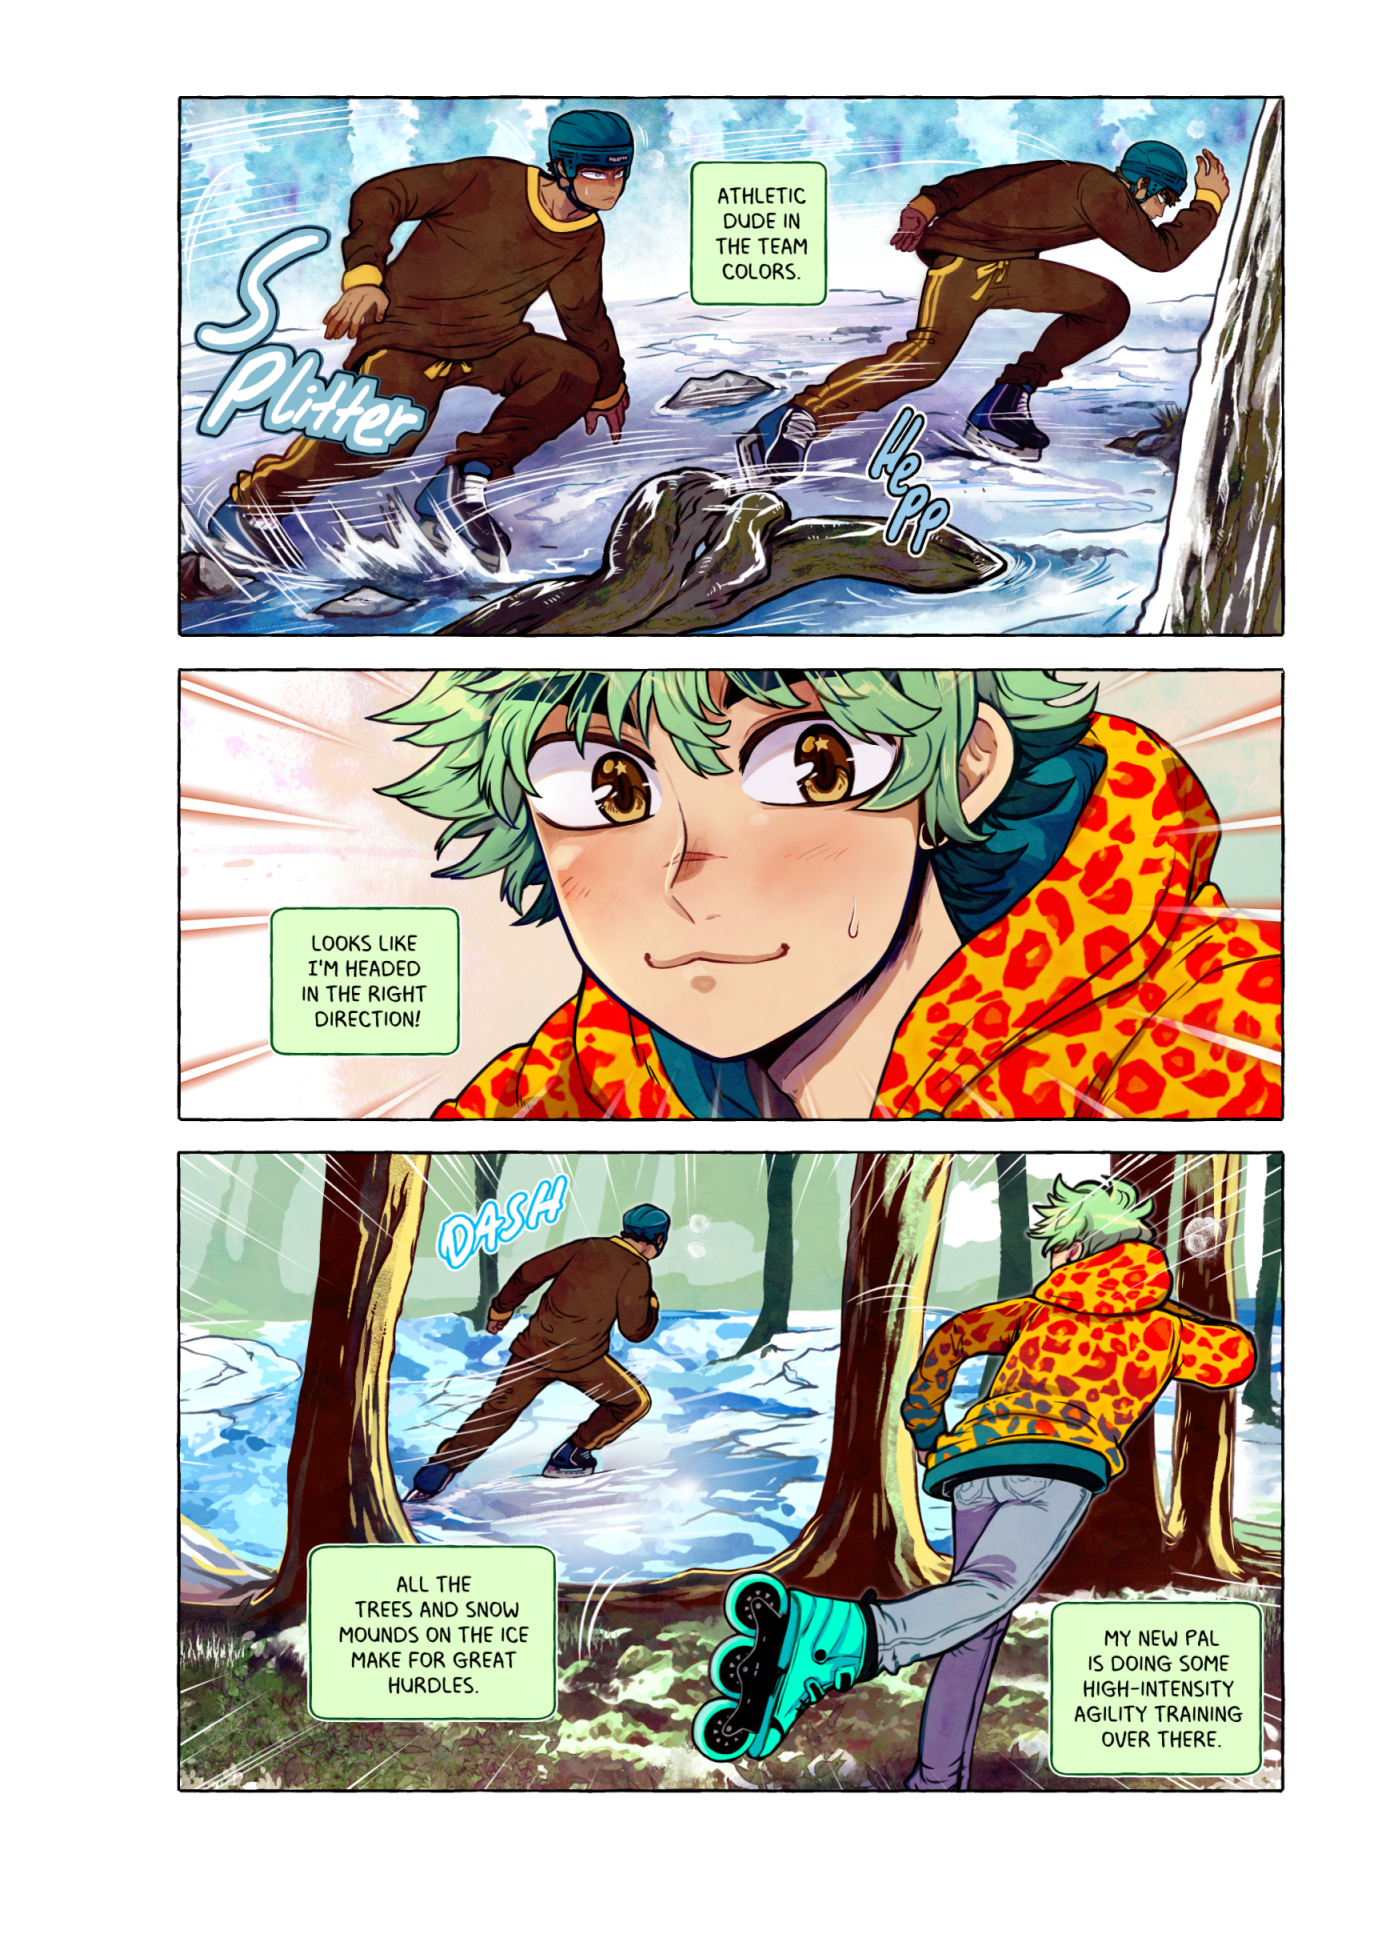 SPlitter
ATHLETIC
DUDE IN
THE TEAM
COLORS.
Hepp
LOOKS LIKE
I'M HEADED
IN THE RIGHT
DIRECTION!
DASH
ALL THE
TREES AND SNOW
MOUNDS ON THE ICE
MAKE FOR GREAT
HURDLES.
MY NEW PAL
IS DOING SOME
HIGH-INTENSITY
AGILITY TRAINING
OVER THERE.